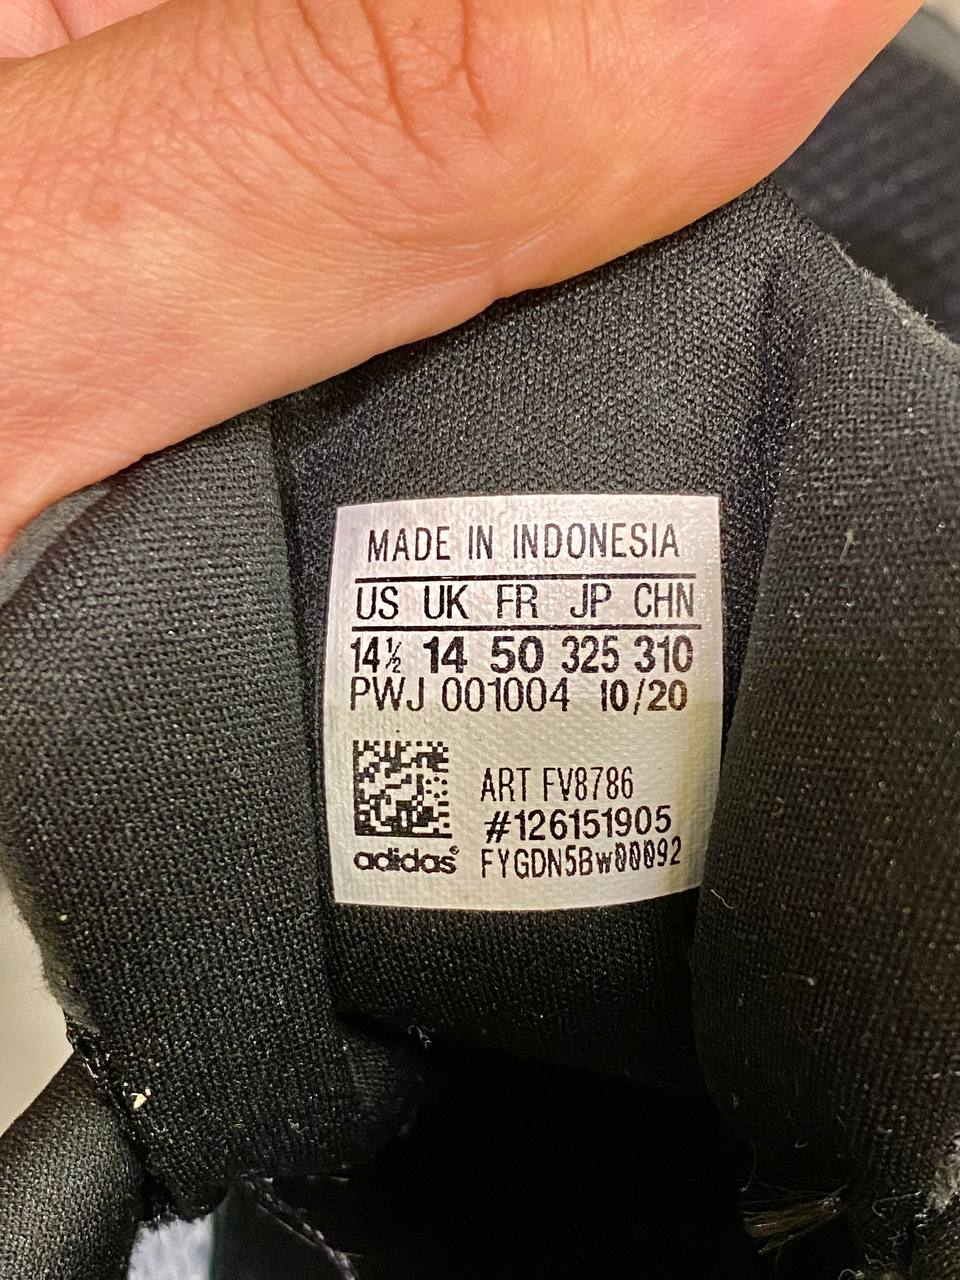 MADE IN INDONESIA
US UK FR JP CHN
14½ 14 50 325 310
PWJ 001004 10/20
ART FV8786
#126151905
adidas® FYGDN5Bw00092